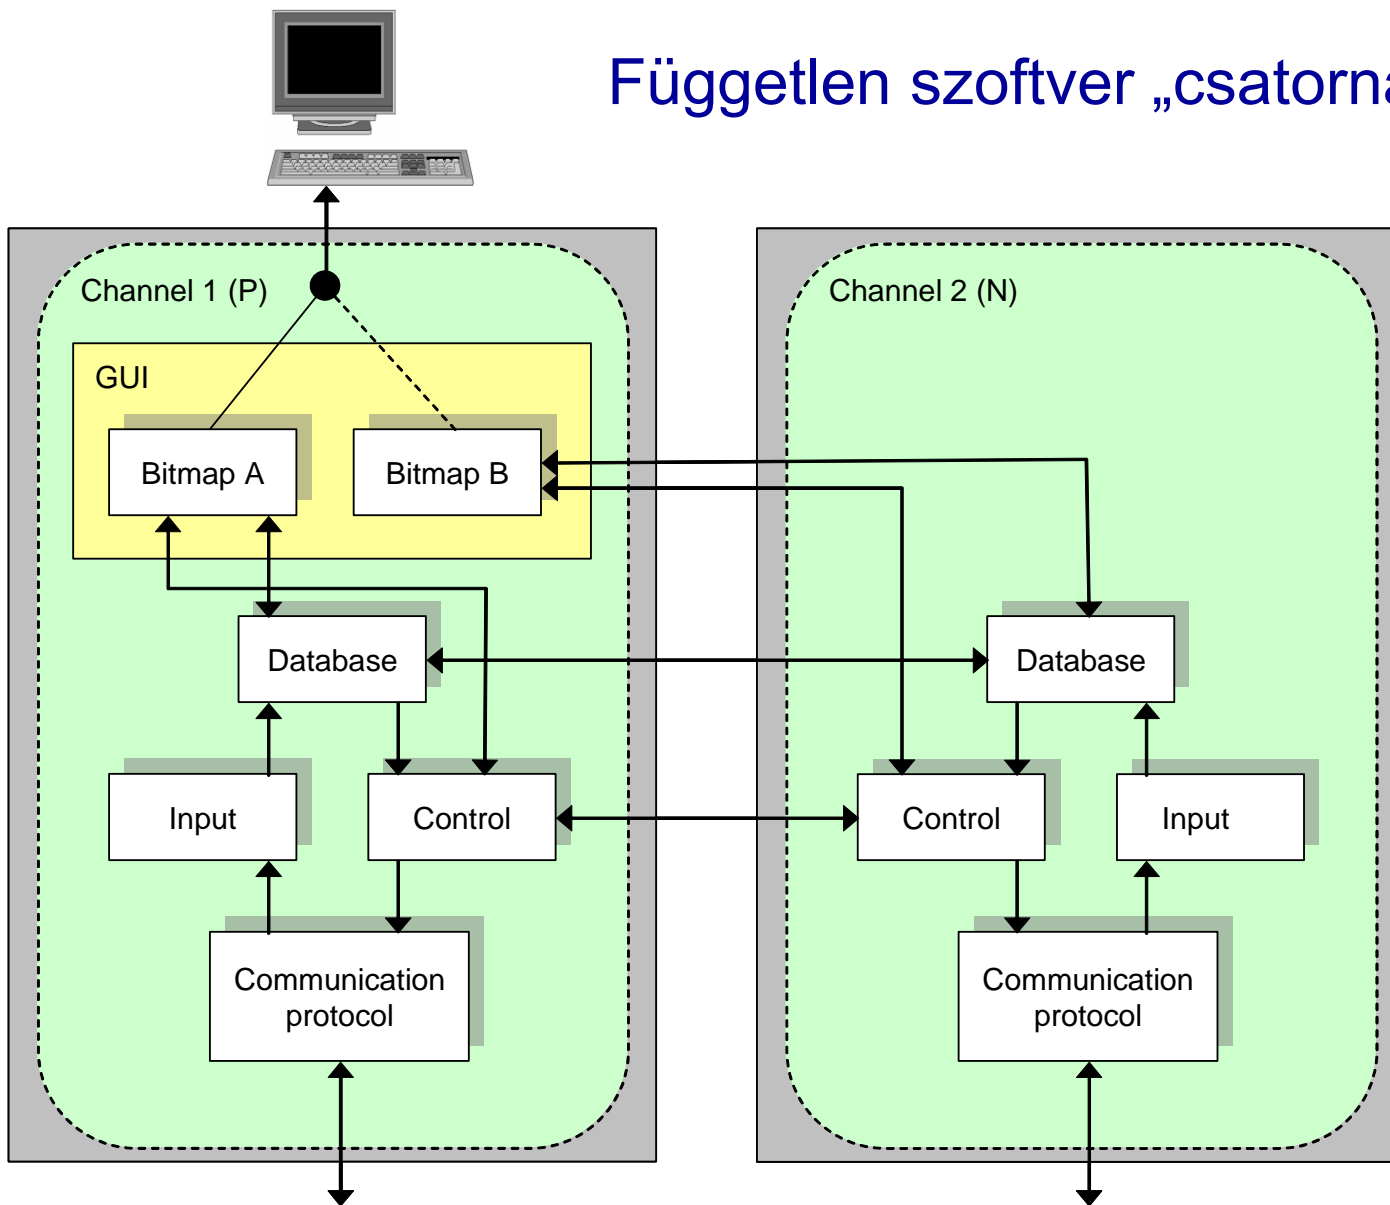 Független szoftver „csatorná
Channel 1 (P)
GUI
Bitmap A
Bitmap B
Database
Input
Control
Communication
protocol
Channel 2 (N)
Database
Control
Input
Communication
protocol